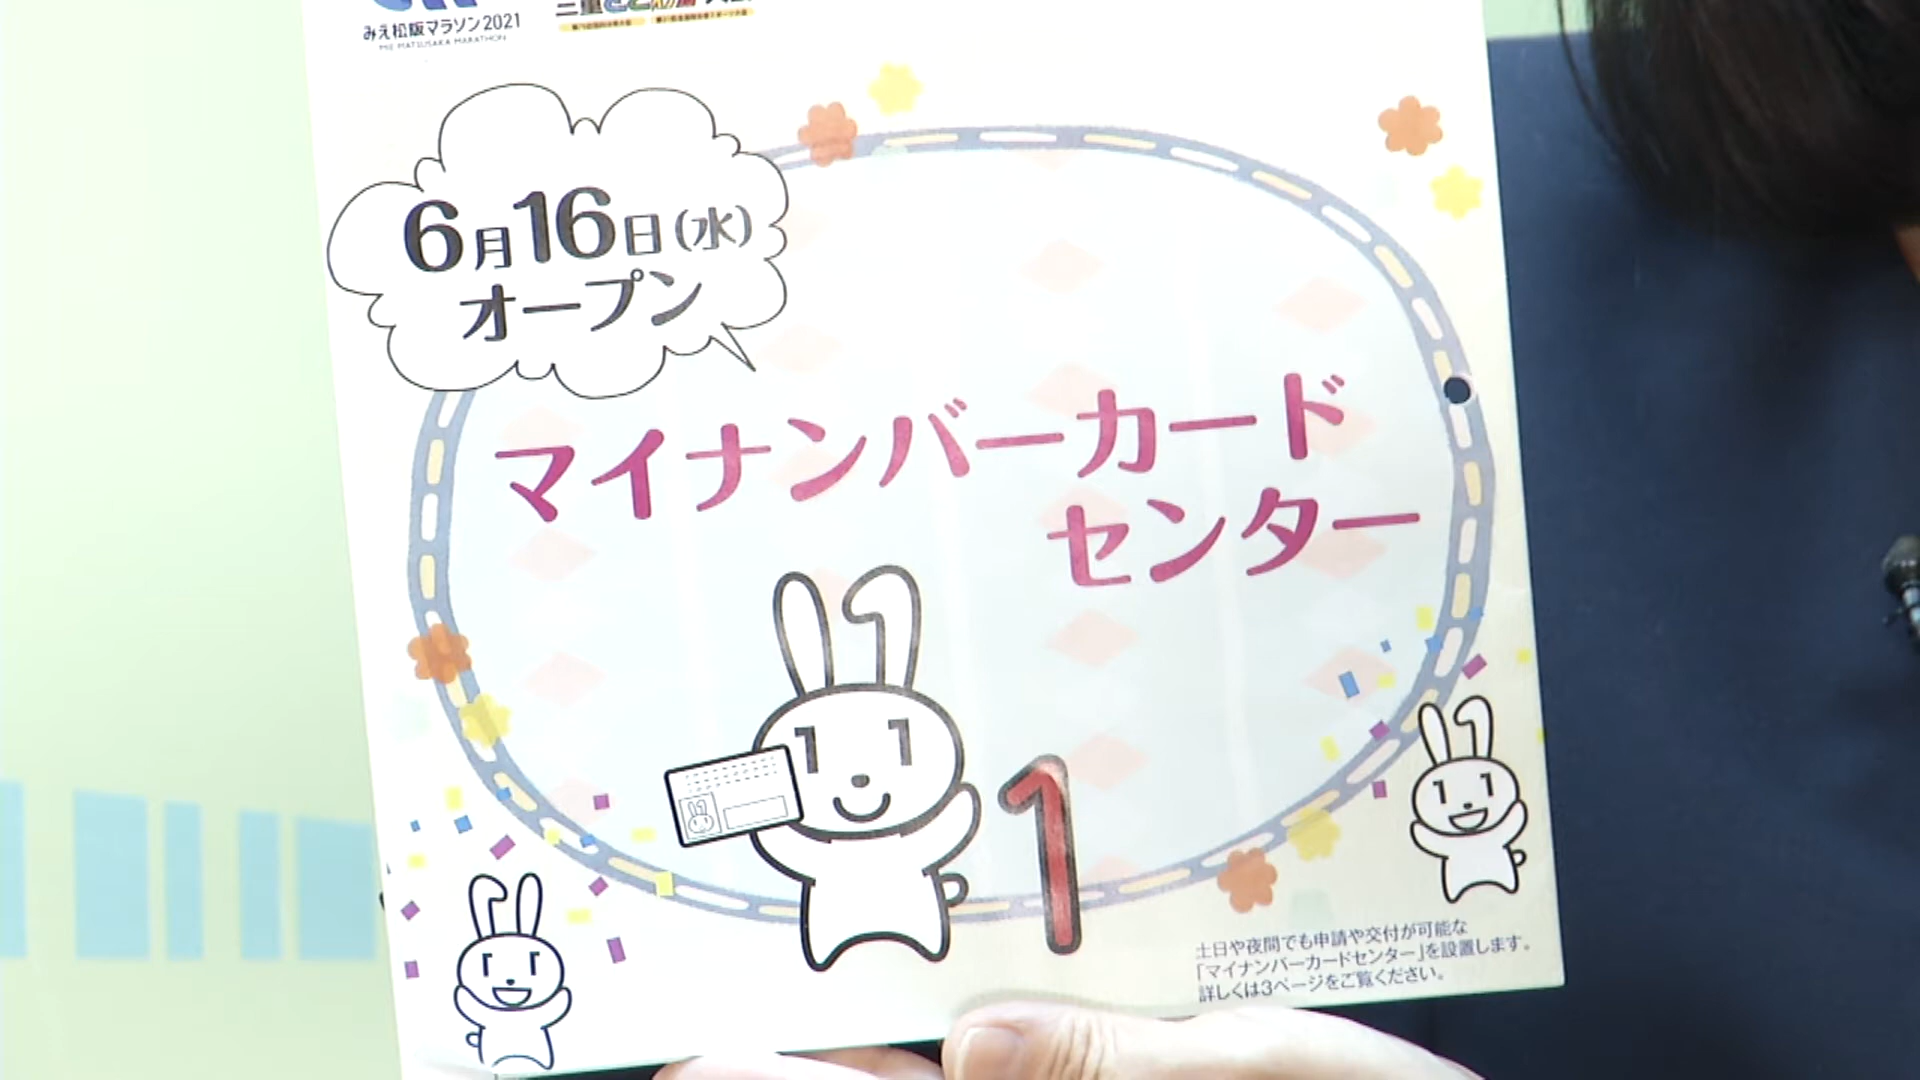 みえ松阪マラソン2021
MIE MATSUSAKA MARATHON
6月16日(水)
オープン
マイナンバーカード
センター
1
土日や夜間でも申請や交付が可能な
「マイナンバーカードセンター」を設置します。
詳しくは3ページをご覧ください。